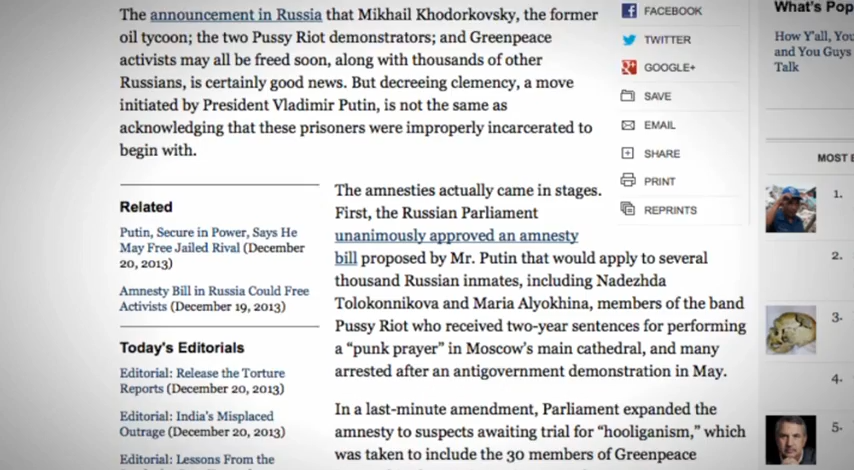 The announcement in Russia that Mikhail Khodorkovsky, the former
oil tycoon; the two Pussy Riot demonstrators; and Greenpeace
activists may all be freed soon, along with thousands of other
Russians, is certainly good news. But decreeing clemency, a move
initiated by President Vladimir Putin, is not the same as
acknowledging that these prisoners were improperly incarcerated to
begin with.
Related
Putin, Secure in Power, Says He
May Free Jailed Rival (December
20, 2013)
Amnesty Bill in Russia Could Free
Activists (December 19, 2013)
Today's Editorials
Editorial: Release the Torture
Reports (December 20, 2013)
Editorial: India's Misplaced
Outrage (December 20, 2013)
Editorial: Lessons From the
The amnesties actually came in stages.
First, the Russian Parliament
unanimously approved an amnesty
bill proposed by Mr. Putin that would apply to several
thousand Russian inmates, including Nadezhda
Tolokonnikova and Maria Alyokhina, members of the band
Pussy Riot who received two-year sentences for performing
a “punk prayer” in Moscow's main cathedral, and many
arrested after an antigovernment demonstration in May.
In a last-minute amendment, Parliament expanded the
amnesty to suspects awaiting trial for “hooliganism,” which
was taken to include the 30 members of Greenpeace
FACEBOOK
TWITTER
GOOGLE+
SAVE
EMAIL
SHARE
PRINT
REPRINTS
What's Pop
How Y'all, You
and You Guys
Talk
MOST E
1.
2.
3.
4.
5.